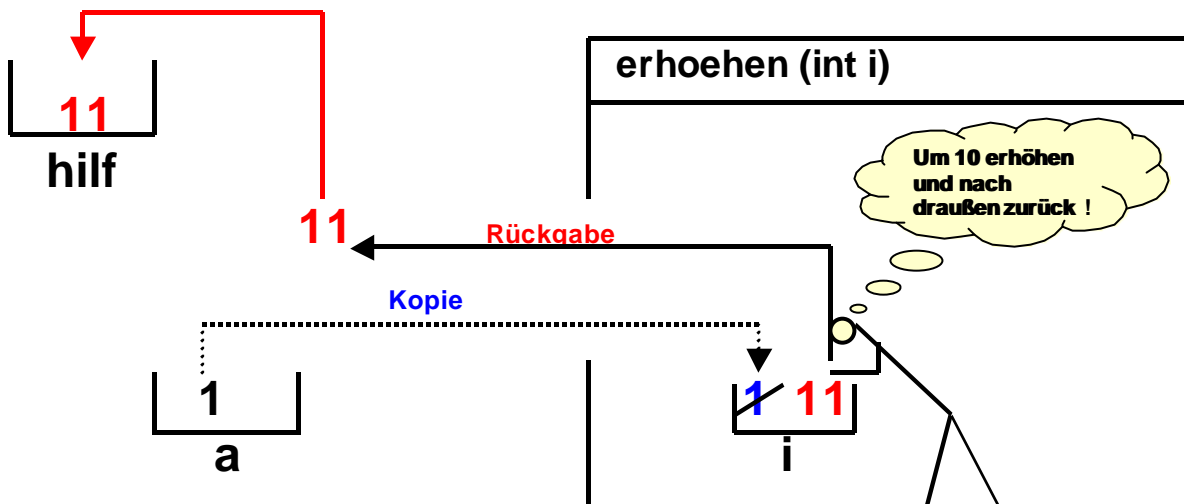 erhoehen (int i)
11
hilf
Um 10 erhöhen
und nach
draußen zurück !
11
Rückgabe
Kopie
1
a
1 11
i